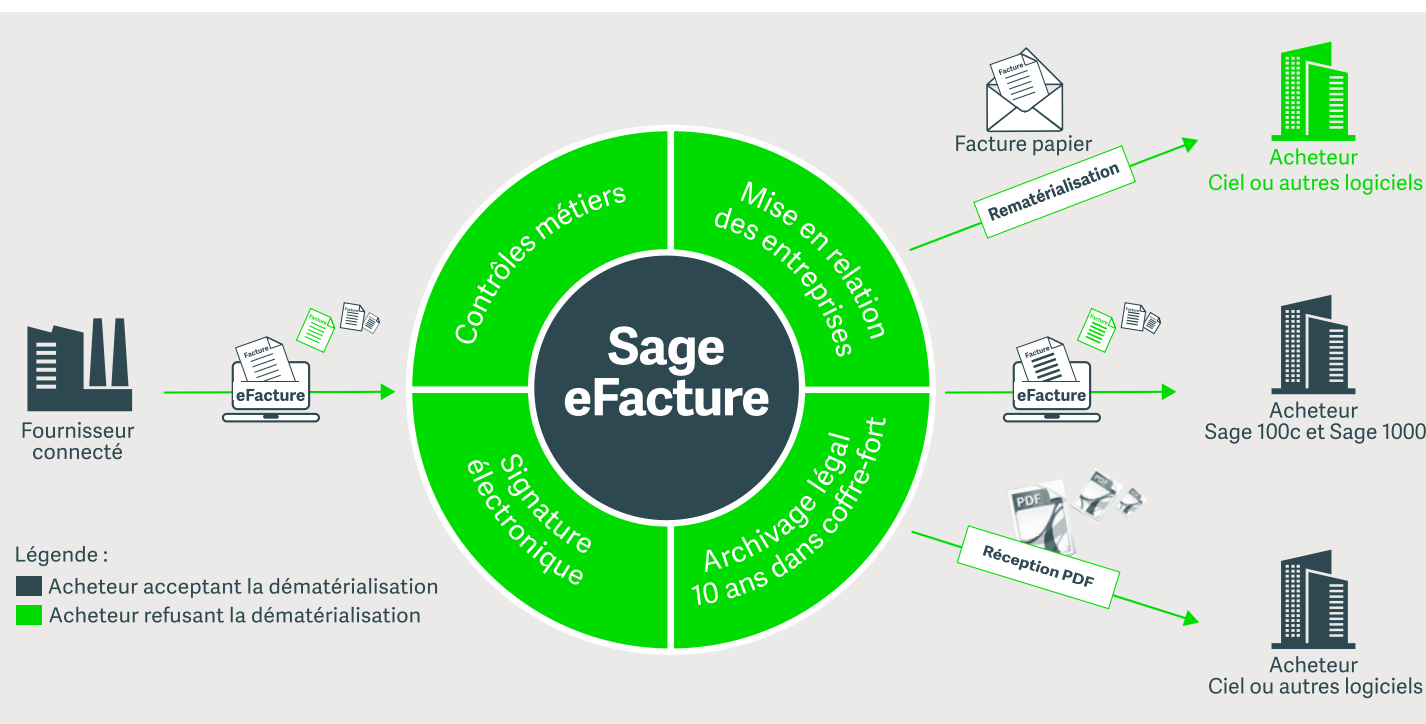 Facture
Facture papier
Rematérialisation
Acheteur
Ciel ou autres logiciels
Contrôles métiers
Mise en relation
des entreprises
Sage
eFacture
Signature
électronique
Archivage légal
10 ans dans coffre-fort
Fournisseur
connecté
Facture
eFacture
Facture
Facture
Facture
eFacture
Facture
Facture
Acheteur
Sage 100c et Sage 1000
PDF
PDF
Réception PDF
Acheteur
Ciel ou autres logiciels
Légende :
Acheteur acceptant la dématérialisation
Acheteur refusant la dématérialisation